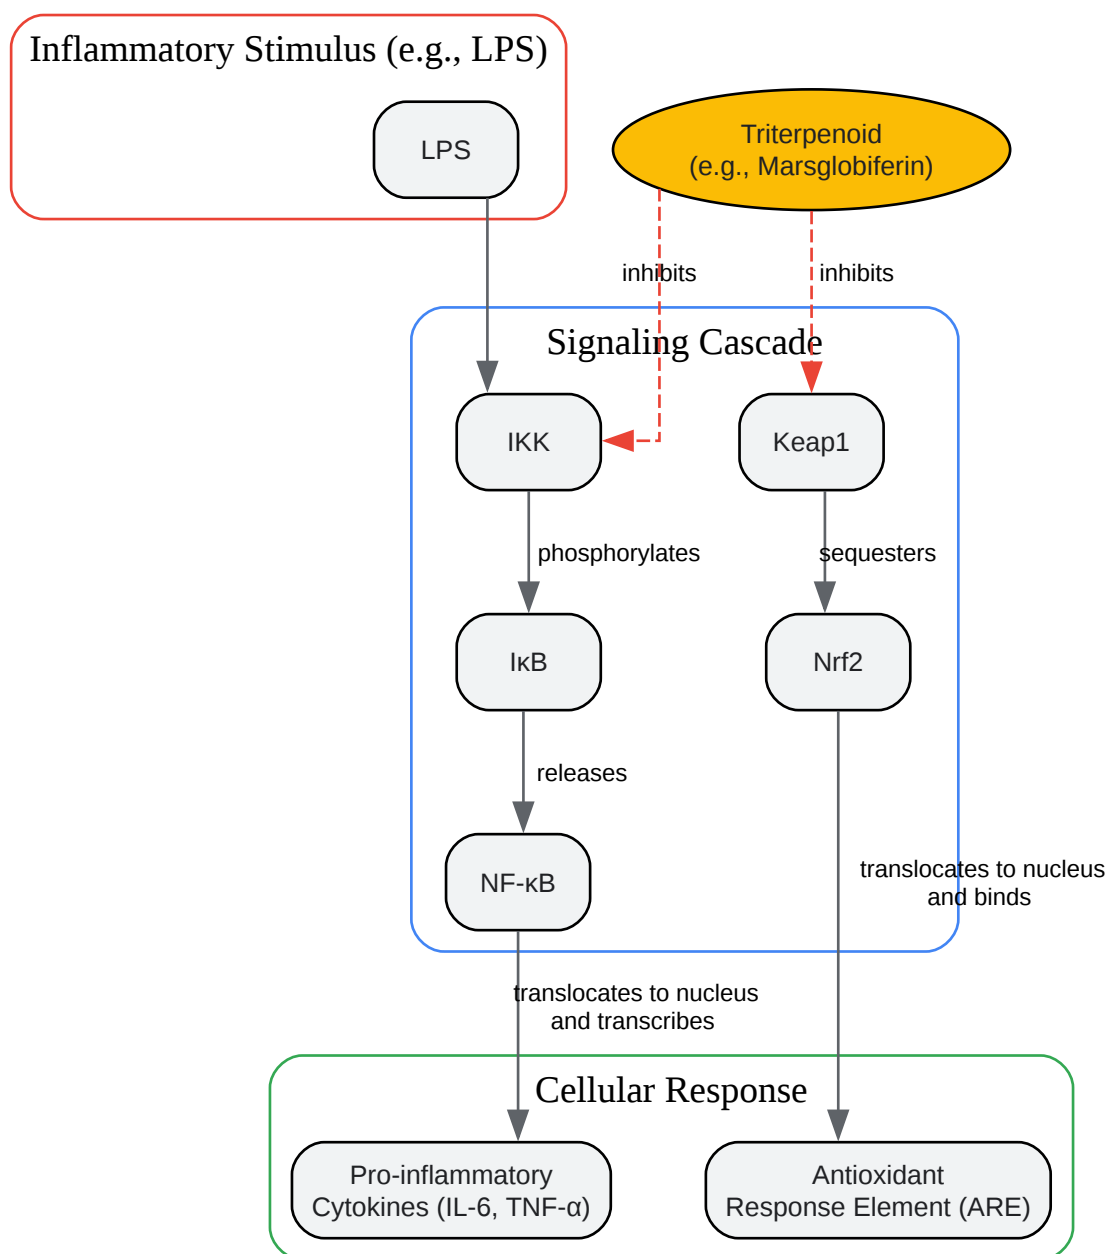 Inflammatory Stimulus (e.g., LPS)
LPS
Triterpenoid
(e.g., Marsglobiferin)
inhibits
inhibits
Signaling Cascade
IKK
Keap1
phosphorylates
sequesters
IκB
Nrf2
releases
NF-κB
translocates to nucleus
and binds
translocates to nucleus
and transcribes
Cellular Response
Pro-inflammatory
Cytokines (IL-6, TNF-α)
Antioxidant
Response Element (ARE)